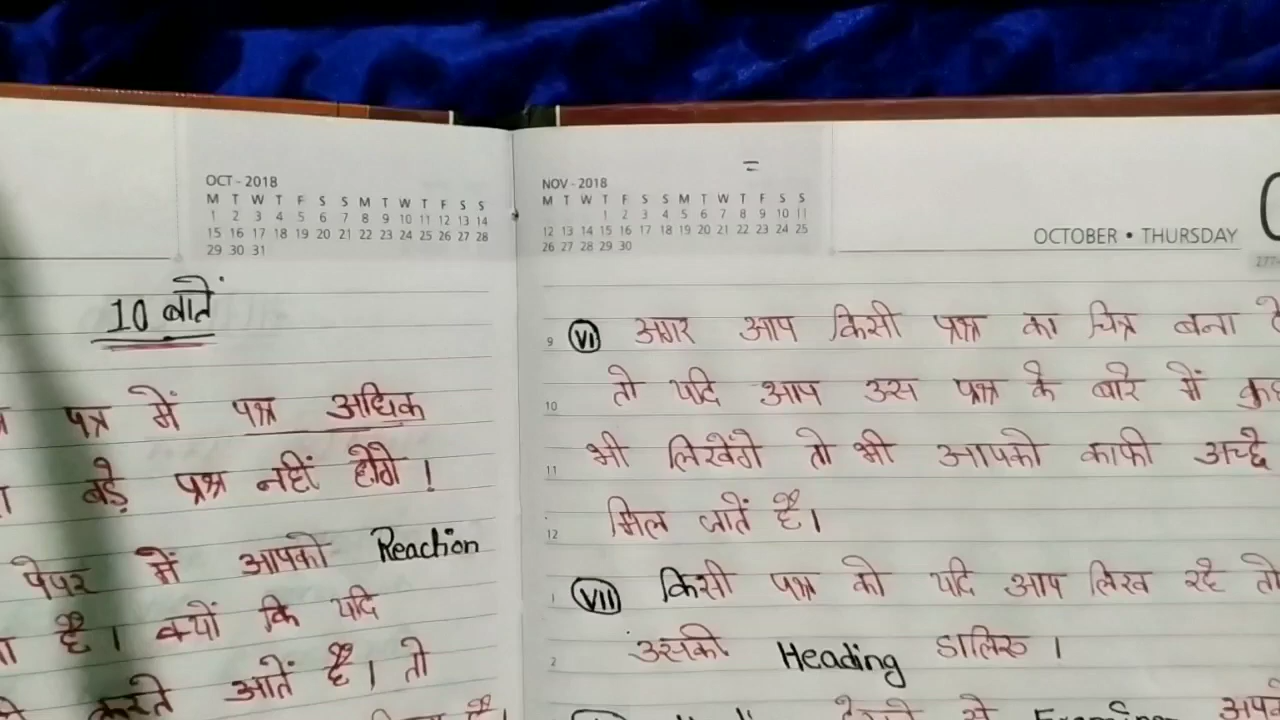 OCT - 2018
M T W T F S S M T W T F S S
1 2 3 4 5 6 7 8 9 10 11 12 13 14
15 16 17 18 19 20 21 22 23 24 25 26 27 28
29 30 31
10 बातें
पत्र में प्रश्न अधिक
बड़े प्रश्न नहीं होंगे !
पेपर में आपको Reaction
है। क्यों कि यदि
करते आतें है। तो
NOV - 2018
M T W T F S S M T W T F S S
1 2 3 4 5 6 7 8 9 10 11
12 13 14 15 16 17 18 19 20 21 22 23 24 25
26 27 28 29 30
OCTOBER • THURSDAY
9 VI अगर आप किसी प्रश्न का चित्र बना
10 तो यदि आप उस प्रश्न के बारे में
11 भी लिखेंगे तो भी आपको काफी अच्छे
12 मिल जातें है।
1 VII किसी प्रश्न को यदि आप लिख रहे तो
2 उसकी Heading डालिए ।